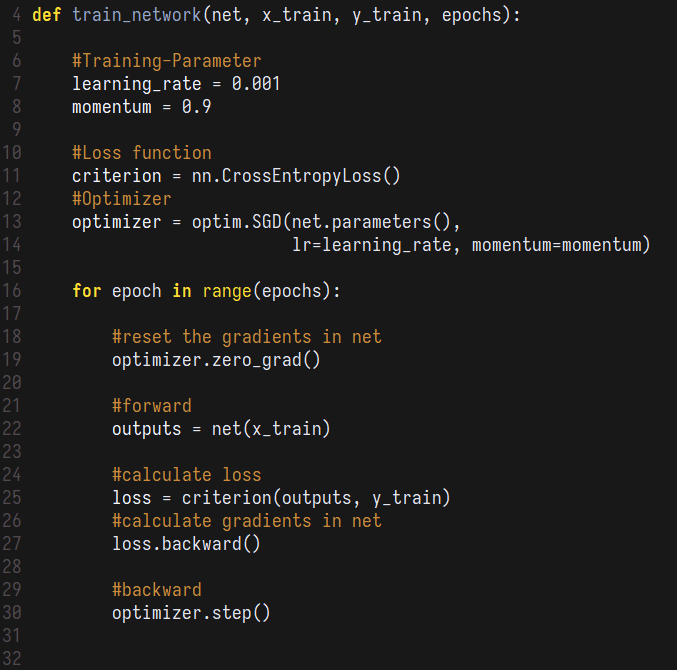 4 def train_network(net, x_train, y_train, epochs):
5
6     #Training-Parameter
7     learning_rate = 0.001
8     momentum = 0.9
9
10     #Loss function
11     criterion = nn.CrossEntropyLoss()
12     #Optimizer
13     optimizer = optim.SGD(net.parameters(),
14                           lr=learning_rate, momentum=momentum)
15
16     for epoch in range(epochs):
17
18         #reset the gradients in net
19         optimizer.zero_grad()
20
21         #forward
22         outputs = net(x_train)
23
24         #calculate loss
25         loss = criterion(outputs, y_train)
26         #calculate gradients in net
27         loss.backward()
28
29         #backward
30         optimizer.step()
31
32